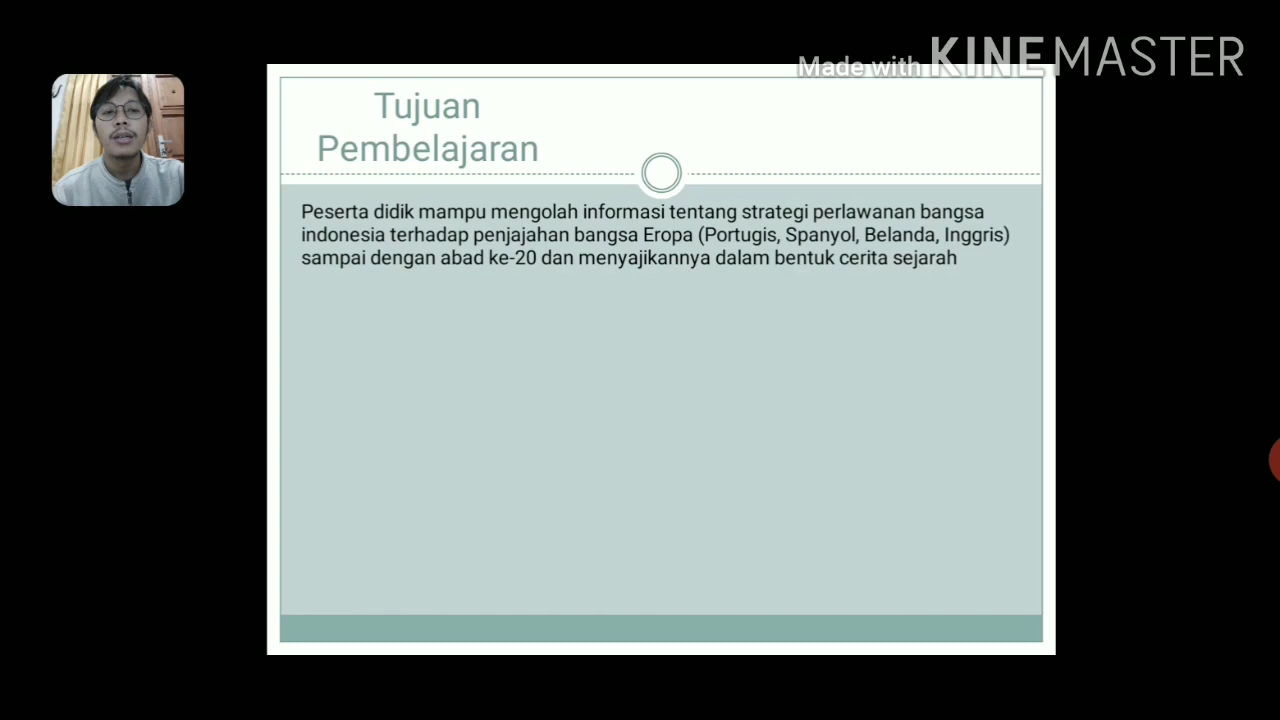 Made with KINEMASTER
Tujuan
Pembelajaran
Peserta didik mampu mengolah informasi tentang strategi perlawanan bangsa
indonesia terhadap penjajahan bangsa Eropa (Portugis, Spanyol, Belanda, Inggris)
sampai dengan abad ke-20 dan menyajikannya dalam bentuk cerita sejarah